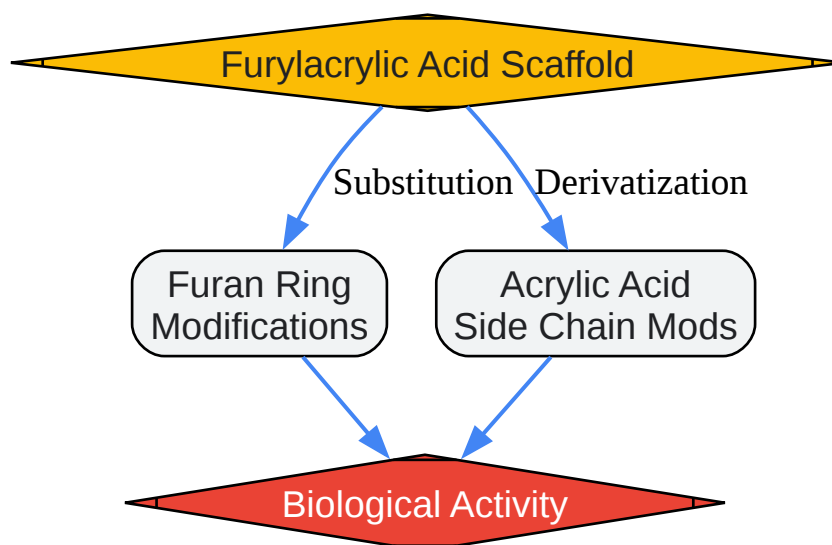 Furylacrylic Acid Scaffold
Substitution
Derivatization
Furan Ring
Modifications
Acrylic Acid
Side Chain Mods
Biological Activity